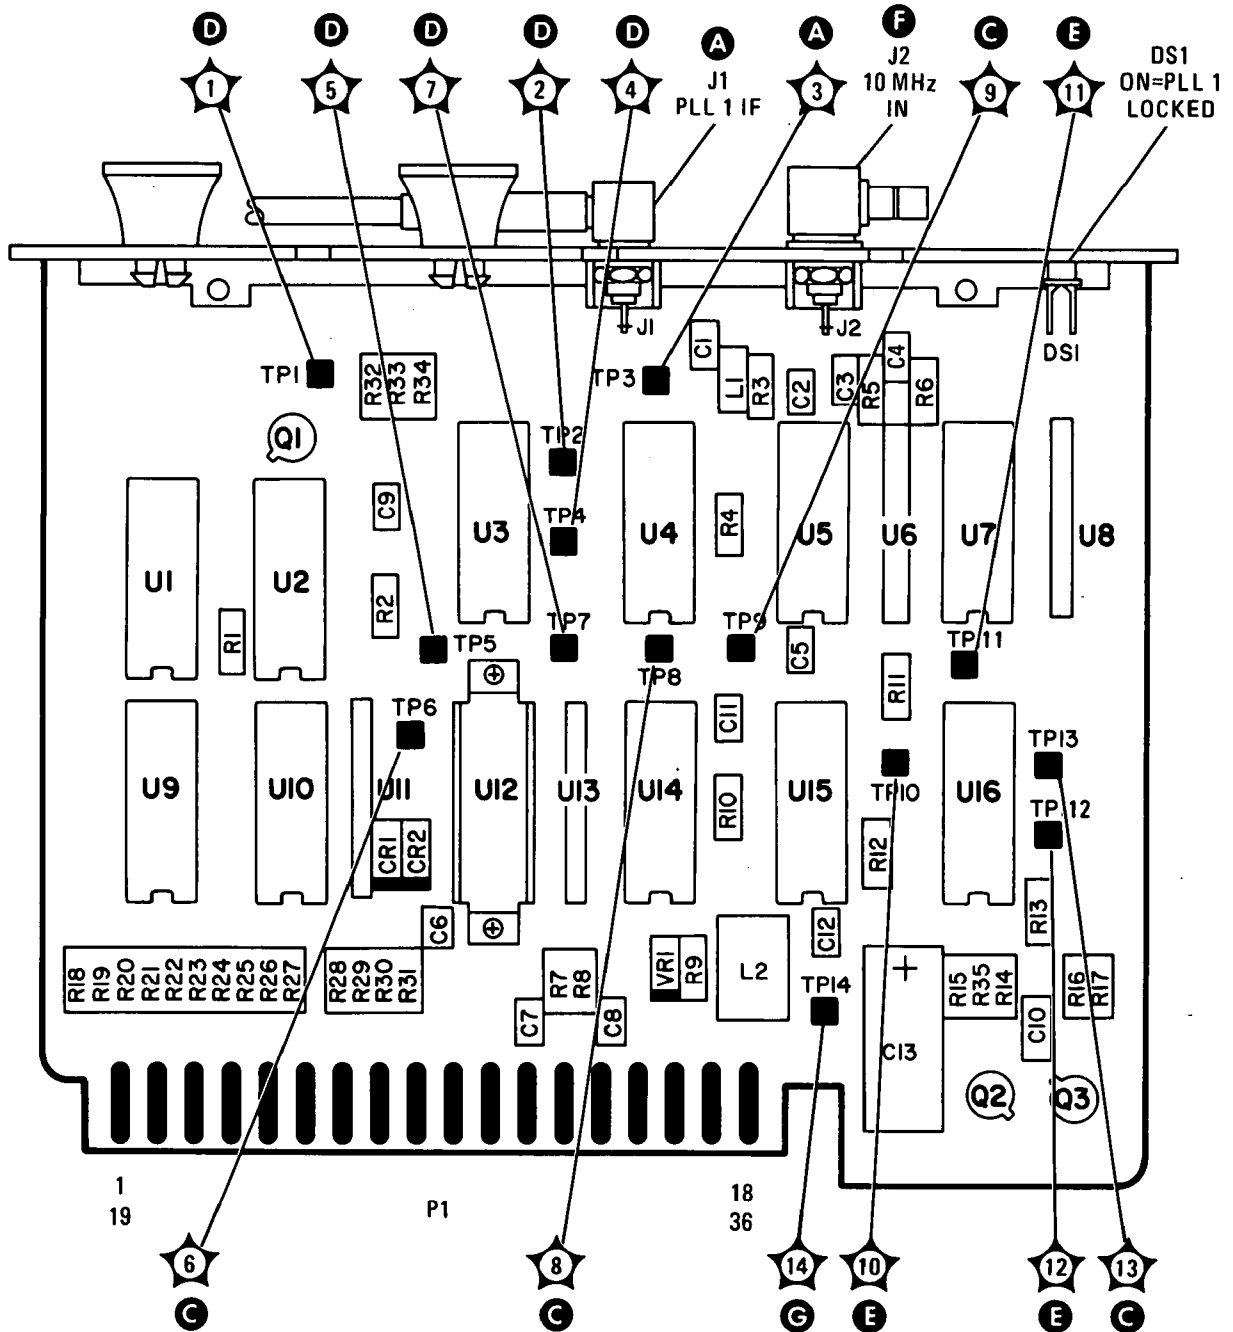 D D D D D A A F C E
1 5 7 2 4 J1 3 J2 9 11 DS1
PLL 1 IF 10 MHz ON=PLL 1
IN LOCKED
J1 J2
DS1
TP1 R32 R33 R34 TP3 C1 L1 R3 C2 C3 R5 C4 R6
Q1 TP2
C9 TP4 R4
U1 U2 U3 U4 U5 U6 U7 U8
R1 R2 TP5 TP7 TP8 TP9 C5 TP11
R11
TP6 C11 TP13
U9 U10 U11 U12 U13 U14 R10 U15 TP10 U16
TP12
CR1 CR2 R12
C6 C12 R13
R18 R19 R20 R21 R22 R23 R24 R25 R26 R27 R28 R29 R30 R31 R7 R8 VR1 R9 L2 + R15 R35 R14 R16 R17
TP14
C7 C8 C13 C10
Q2 Q3
1 18
19 P1 36
6 8 14 10 12 13
C C G E E C